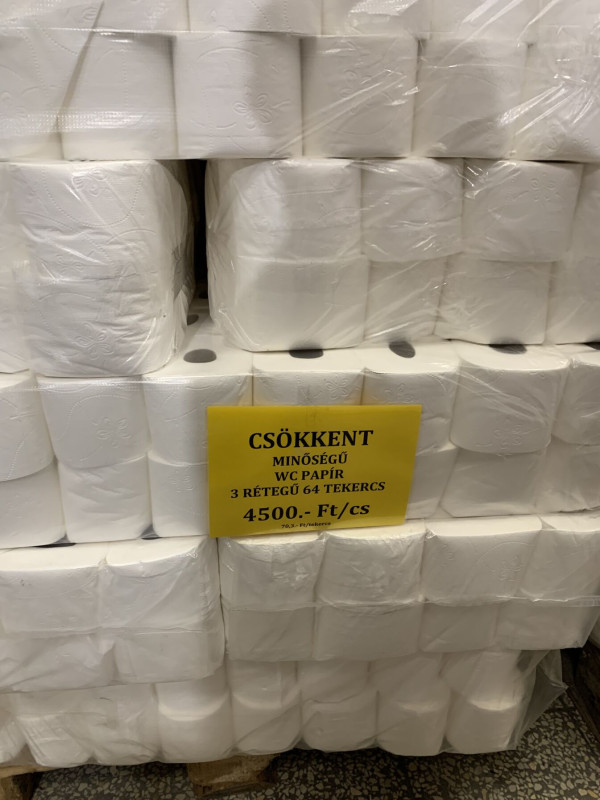 CSÖKKENT
MINŐSÉGŰ
WC PAPÍR
3 RÉTEGŰ 64 TEKERCS
4500.- Ft/cs
70,3.- Ft/tekercs